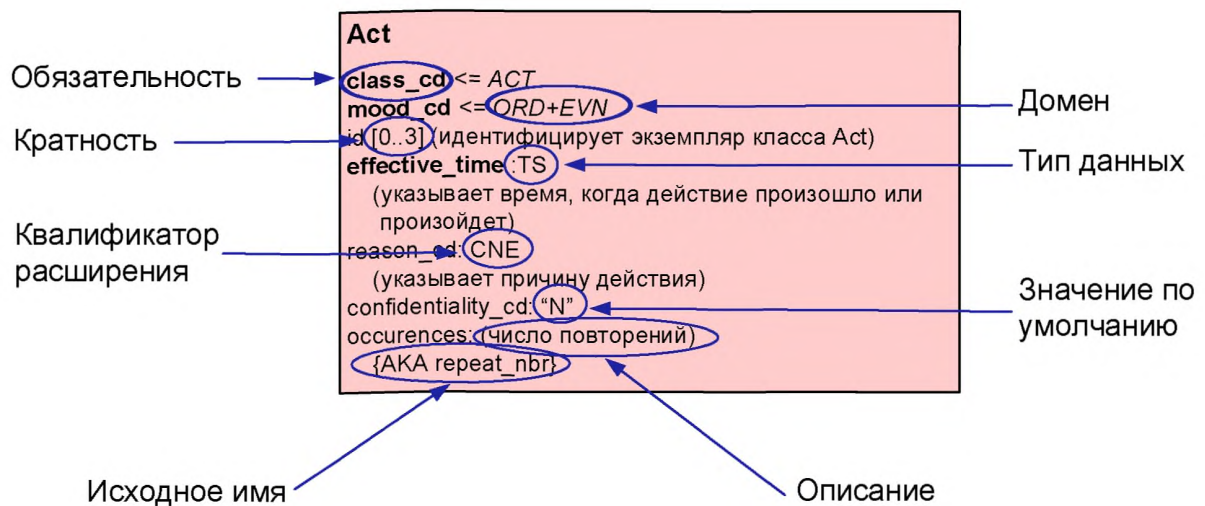 Act
Обязательность
class_cd <= ACT
mood_cd <= ORD+EVN
Домен
Кратность
id [0..3] (идентифицирует экземпляр класса Act)
effective_time :TS
Тип данных
(указывает время, когда действие произошло или
произойдет)
Квалификатор
расширения
reason_cd: CNE
(указывает причину действия)
confidentiality_cd: “N”
Значение по
умолчанию
occurences: (число повторений)
{AKA repeat_nbr}
Исходное имя
Описание